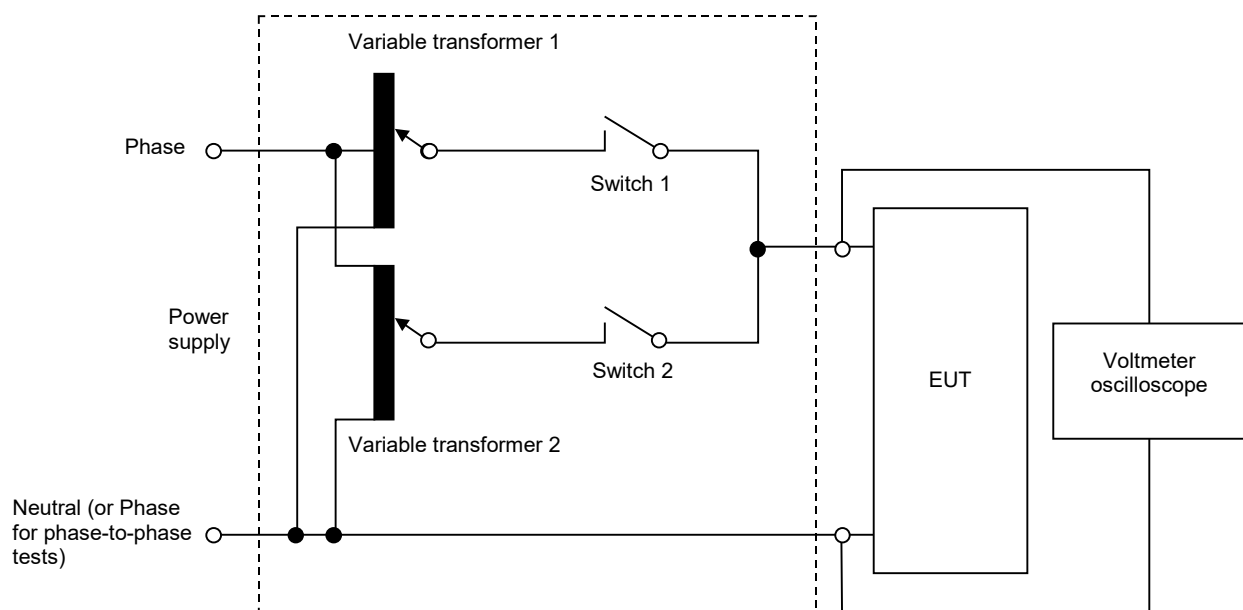 Variable transformer 1
Phase
Switch 1
Power
supply
Switch 2
EUT
Voltmeter
oscilloscope
Variable transformer 2
Neutral (or Phase
for phase-to-phase
tests)